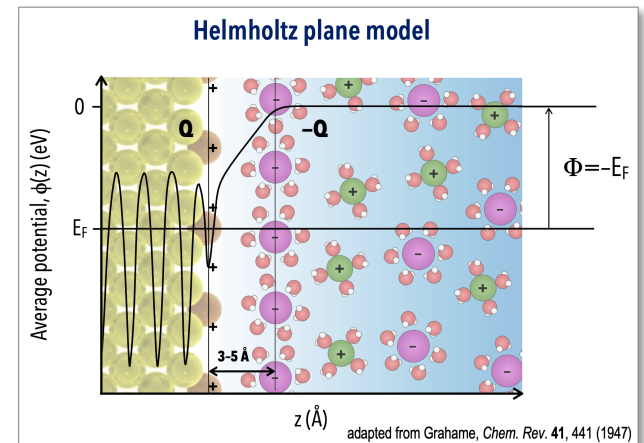 Helmholtz plane model
Average potential, ϕ(z) (eV)
0
E_F
Q
–Q
+
+
+
+
+
+
+
-
-
-
-
-
+
-
+
+
+
-
-
+
+
+
-
-
Φ=–E_F
3-5 Å
z (Å)
adapted from Grahame, Chem. Rev. 41, 441 (1947)